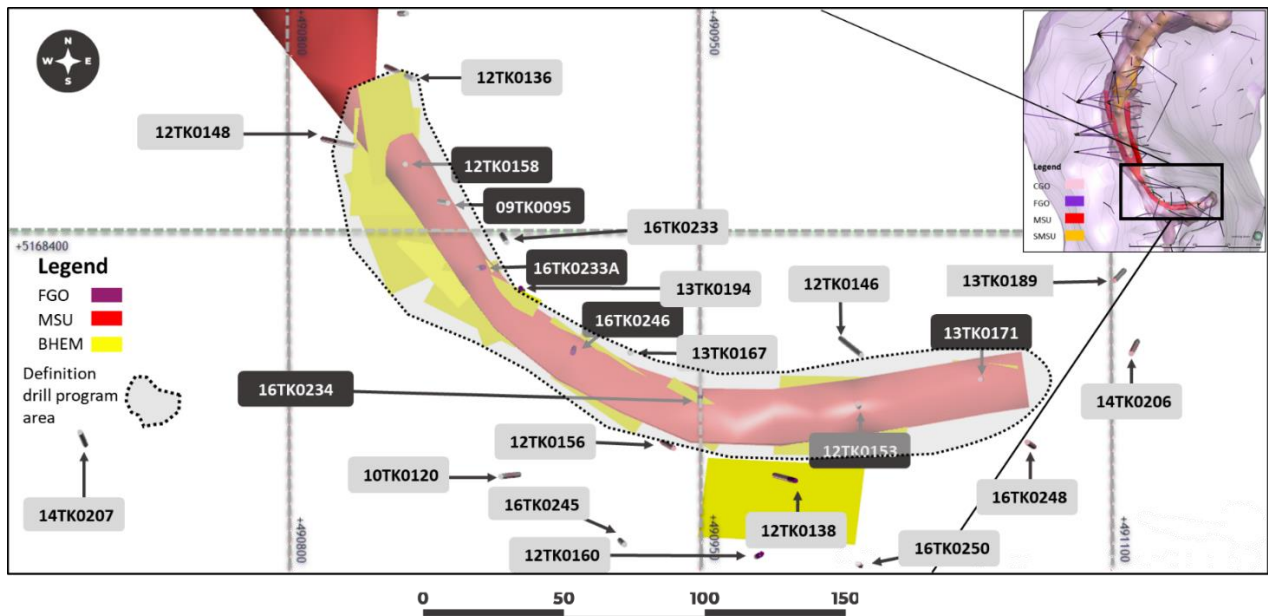 +490800
+490950
N
W E
S
12TK0136
12TK0148
12TK0158
09TK0095
16TK0233
+5168400
16TK0233A
13TK0194
12TK0146
13TK0189
16TK0246
13TK0167
13TK0171
16TK0234
14TK0206
12TK0156
12TK0153
10TK0120
16TK0248
14TK0207
16TK0245
12TK0138
12TK0160
16TK0250
+490800
+490950
+491100
Legend
FGO
MSU
BHEM
Definition
drill program
area
Legend
CGO
FGO
MSU
SMSU
0 50 100 150